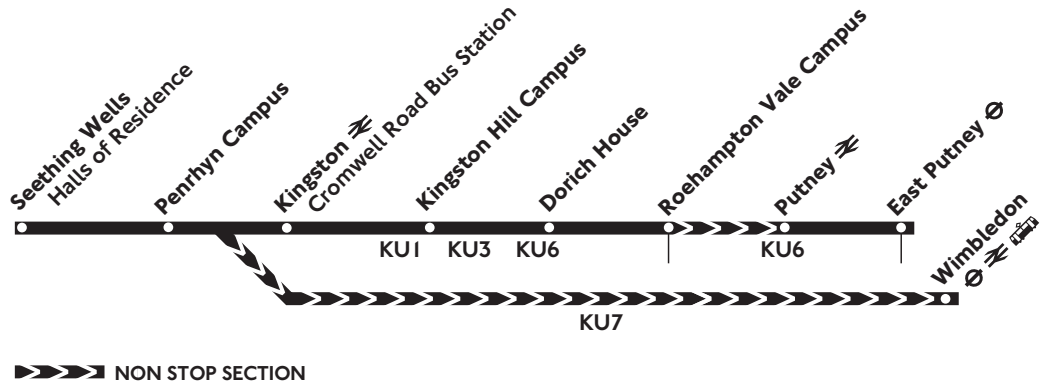 Seething Wells
Halls of Residence
Penrhyn Campus
Kingston
Cromwell Road Bus Station
Kingston Hill Campus
Dorich House
Roehampton Vale Campus
Putney
East Putney
Wimbledon
KU1 KU3 KU6
KU6
KU7
NON STOP SECTION